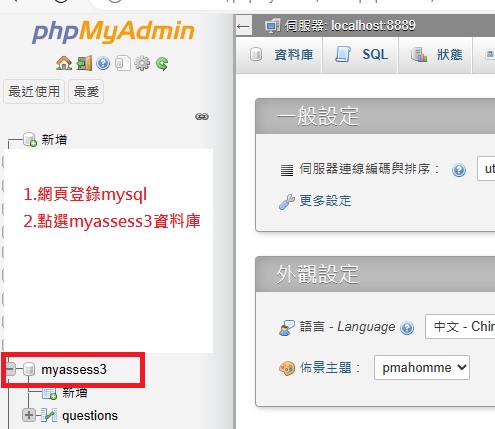 phpMyAdmin
最近使用 最愛
新增
1.網頁登錄mysql
2.點選myassess3資料庫
myassess3
新增
questions
伺服器: localhost:8889
資料庫 SQL 狀態
一般設定
伺服器連線編碼與排序：
更多設定
外觀設定
語言 - Language 中文 - Chin
佈景主題： pmahomme